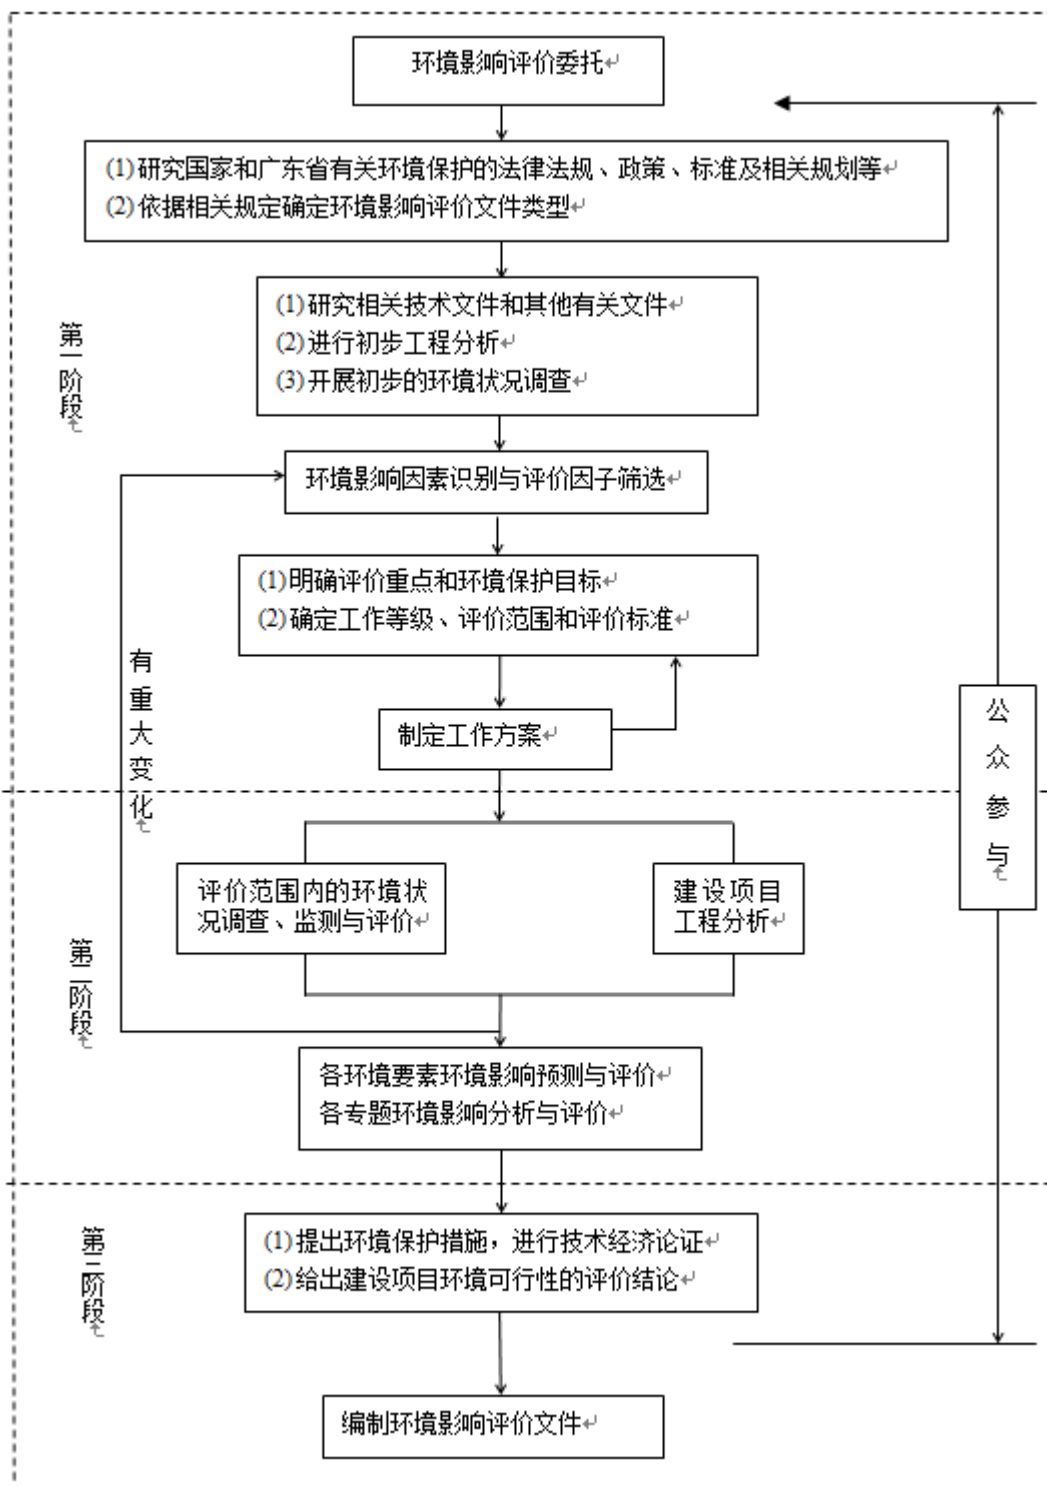 环境影响评价委托
(1)研究国家和广东省有关环境保护的法律法规、政策、标准及相关规划等
(2)依据相关规定确定环境影响评价文件类型
(1)研究相关技术文件和其他有关文件
(2)进行初步工程分析
(3)开展初步的环境状况调查
第一阶段
环境影响因素识别与评价因子筛选
(1)明确评价重点和环境保护目标
(2)确定工作等级、评价范围和评价标准
有重大变化
制定工作方案
公众参与
评价范围内的环境状
况调查、监测与评价
建设项目
工程分析
第二阶段
各环境要素环境影响预测与评价
各专题环境影响分析与评价
第三阶段
(1)提出环境保护措施，进行技术经济论证
(2)给出建设项目环境可行性的评价结论
编制环境影响评价文件